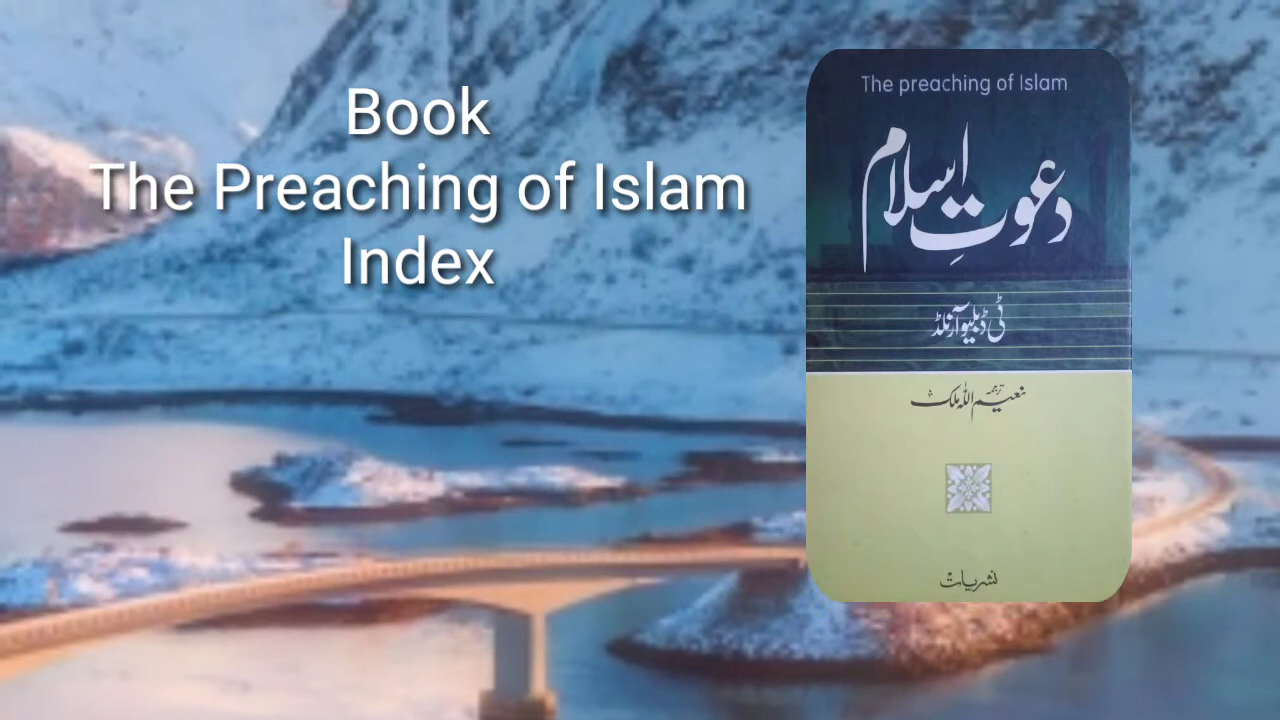 Book
The Preaching of Islam
Index
The preaching of Islam
دعوتِ اسلام
ٹی ڈبلیو آرنلڈ
ترجمہ
نعیم اللہ ملک
نشریات